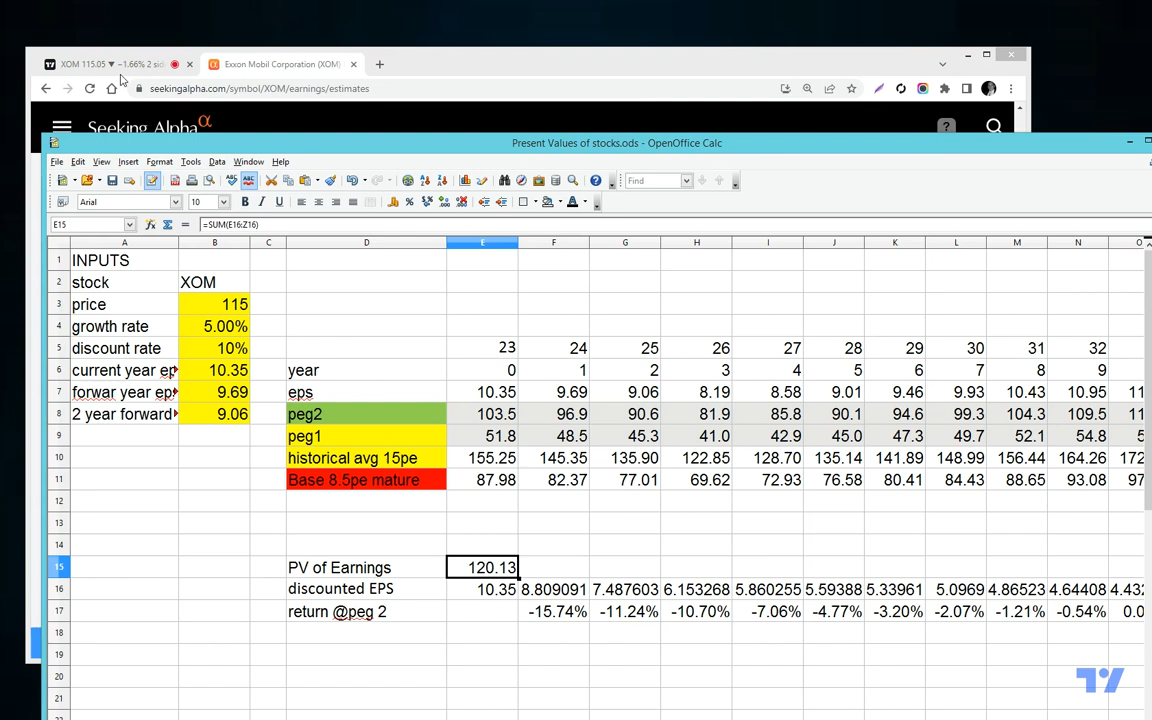 XOM 115.05 ▼ −1.66% 2 sid
Exxon Mobil Corporation (XOM)
seekingalpha.com/symbol/XOM/earnings/estimates
Seeking Alpha α
?
Present Values of stocks.ods - OpenOffice Calc
File Edit View Insert Format Tools Data Window Help
Find
Arial 10 B I U
E15 =SUM(E16:Z16)
A B C D E F G H I J K L M N O
1 INPUTS
2 stock XOM
3 price 115
4 growth rate 5.00%
5 discount rate 10% 23 24 25 26 27 28 29 30 31 32
6 current year ep 10.35 year 0 1 2 3 4 5 6 7 8 9
7 forwar year eps 9.69 eps 10.35 9.69 9.06 8.19 8.58 9.01 9.46 9.93 10.43 10.95 11
8 2 year forward 9.06 peg2 103.5 96.9 90.6 81.9 85.8 90.1 94.6 99.3 104.3 109.5 11
9 peg1 51.8 48.5 45.3 41.0 42.9 45.0 47.3 49.7 52.1 54.8 5
10 historical avg 15pe 155.25 145.35 135.90 122.85 128.70 135.14 141.89 148.99 156.44 164.26 172
11 Base 8.5pe mature 87.98 82.37 77.01 69.62 72.93 76.58 80.41 84.43 88.65 93.08 97
12
13
14
15 PV of Earnings 120.13
16 discounted EPS 10.35 8.809091 7.487603 6.153268 5.860255 5.59388 5.33961 5.0969 4.86523 4.64408 4.432
17 return @peg 2 -15.74% -11.24% -10.70% -7.06% -4.77% -3.20% -2.07% -1.21% -0.54% 0.0
18
19
20
21
22